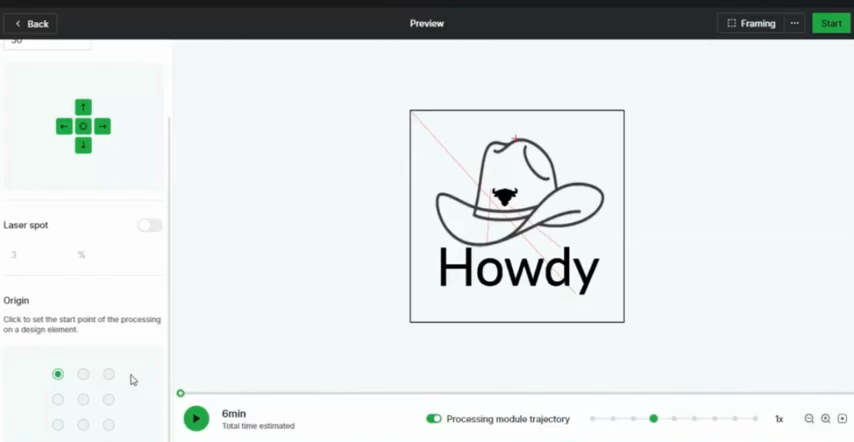 Back
Preview
Framing
Start
Laser spot
3 %
Origin
Click to set the start point of the processing
on a design element.
Howdy
6min
Total time estimated
Processing module trajectory
1x